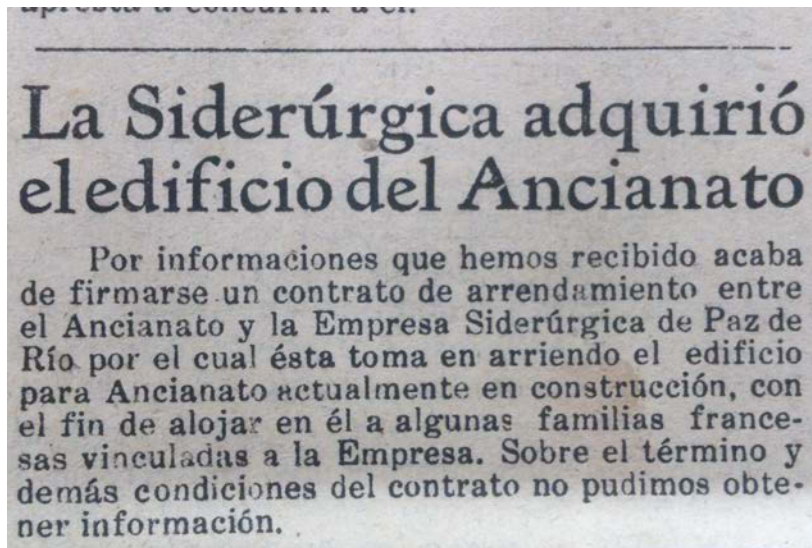 apresta a concurrir a él.
La Siderúrgica adquirió
el edificio del Ancianato
Por informaciones que hemos recibido acaba
de firmarse un contrato de arrendamiento entre
el Ancianato y la Empresa Siderúrgica de Paz de
Río por el cual ésta toma en arriendo el edificio
para Ancianato actualmente en construcción, con
el fin de alojar en él a algunas familias france-
sas vinculadas a la Empresa. Sobre el término y
demás condiciones del contrato no pudimos obte-
ner información.